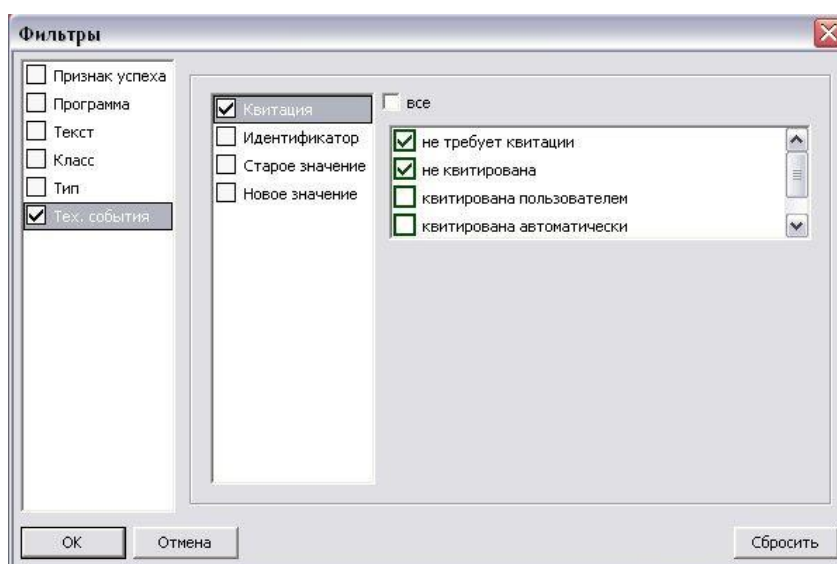 Фильтры
Признак успеха
Программа
Текст
Класс
Тип
Тех. события
Квитация
Идентификатор
Старое значение
Новое значение
все
не требует квитации
не квитирована
квитирована пользователем
квитирована автоматически
OK
Отмена
Сбросить